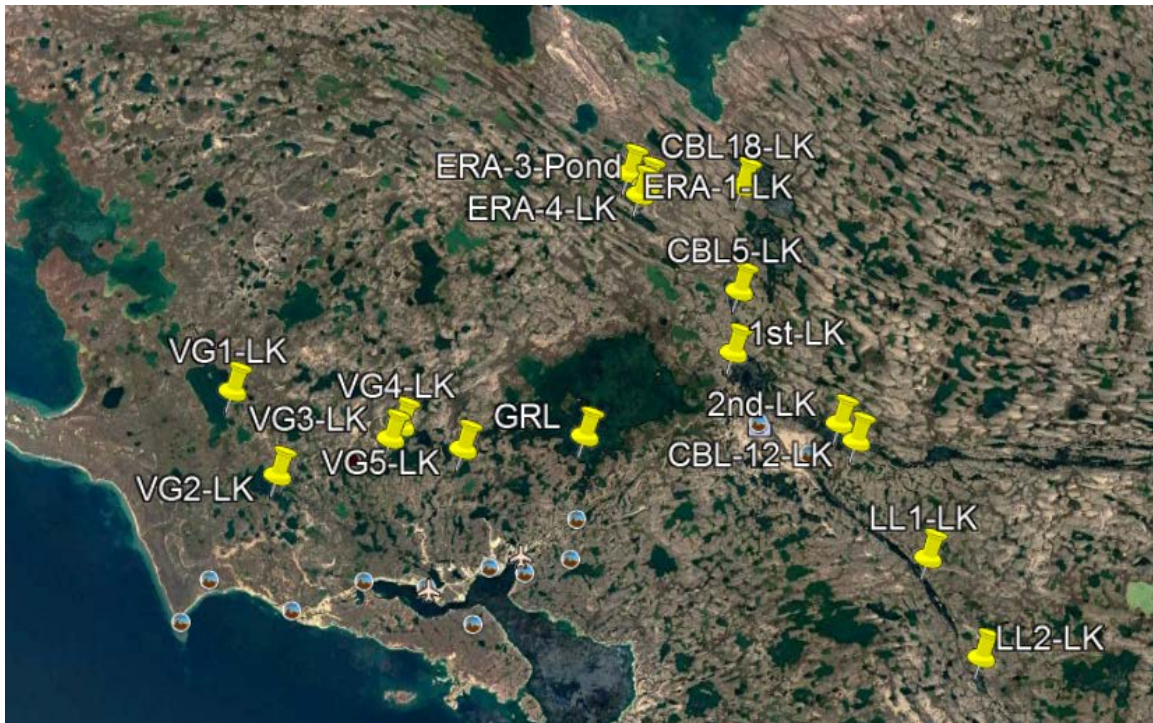 CBL18-LK
ERA-3-Pond
ERA-1-LK
ERA-4-LK
CBL5-LK
1st-LK
VG1-LK
VG4-LK
VG3-LK
GRL
2nd-LK
VG5-LK
CBL-12-LK
VG2-LK
LL1-LK
LL2-LK